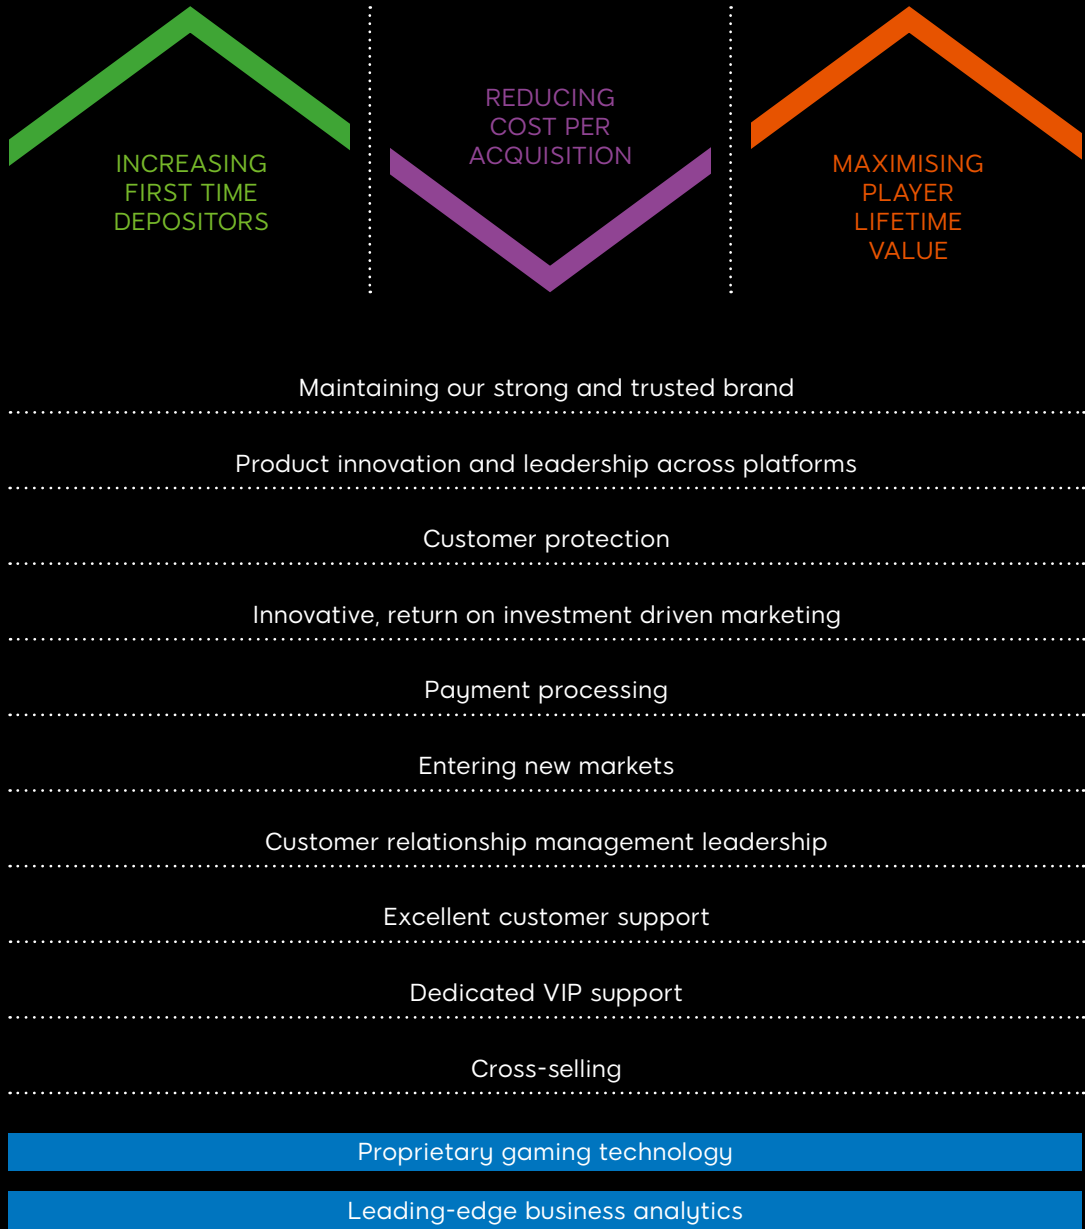 INCREASING
FIRST TIME
DEPOSITORS
REDUCING
COST PER
ACQUISITION
MAXIMISING
PLAYER
LIFETIME
VALUE
Maintaining our strong and trusted brand
Product innovation and leadership across platforms
Customer protection
Innovative, return on investment driven marketing
Payment processing
Entering new markets
Customer relationship management leadership
Excellent customer support
Dedicated VIP support
Cross-selling
Proprietary gaming technology
Leading-edge business analytics